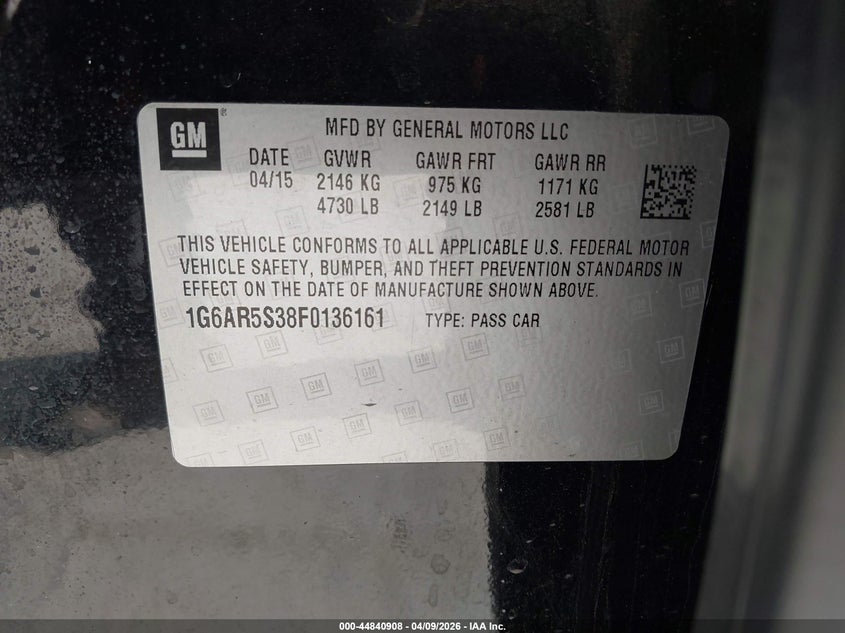 GM
MFD BY GENERAL MOTORS LLC
DATE GVWR GAWR FRT GAWR RR
04/15 2146 KG 975 KG 1171 KG
4730 LB 2149 LB 2581 LB
THIS VEHICLE CONFORMS TO ALL APPLICABLE U.S. FEDERAL MOTOR
VEHICLE SAFETY, BUMPER, AND THEFT PREVENTION STANDARDS IN
EFFECT ON THE DATE OF MANUFACTURE SHOWN ABOVE.
1G6AR5S38F0136161 TYPE: PASS CAR
000-44840908 - 04/09/2026 - IAA Inc.